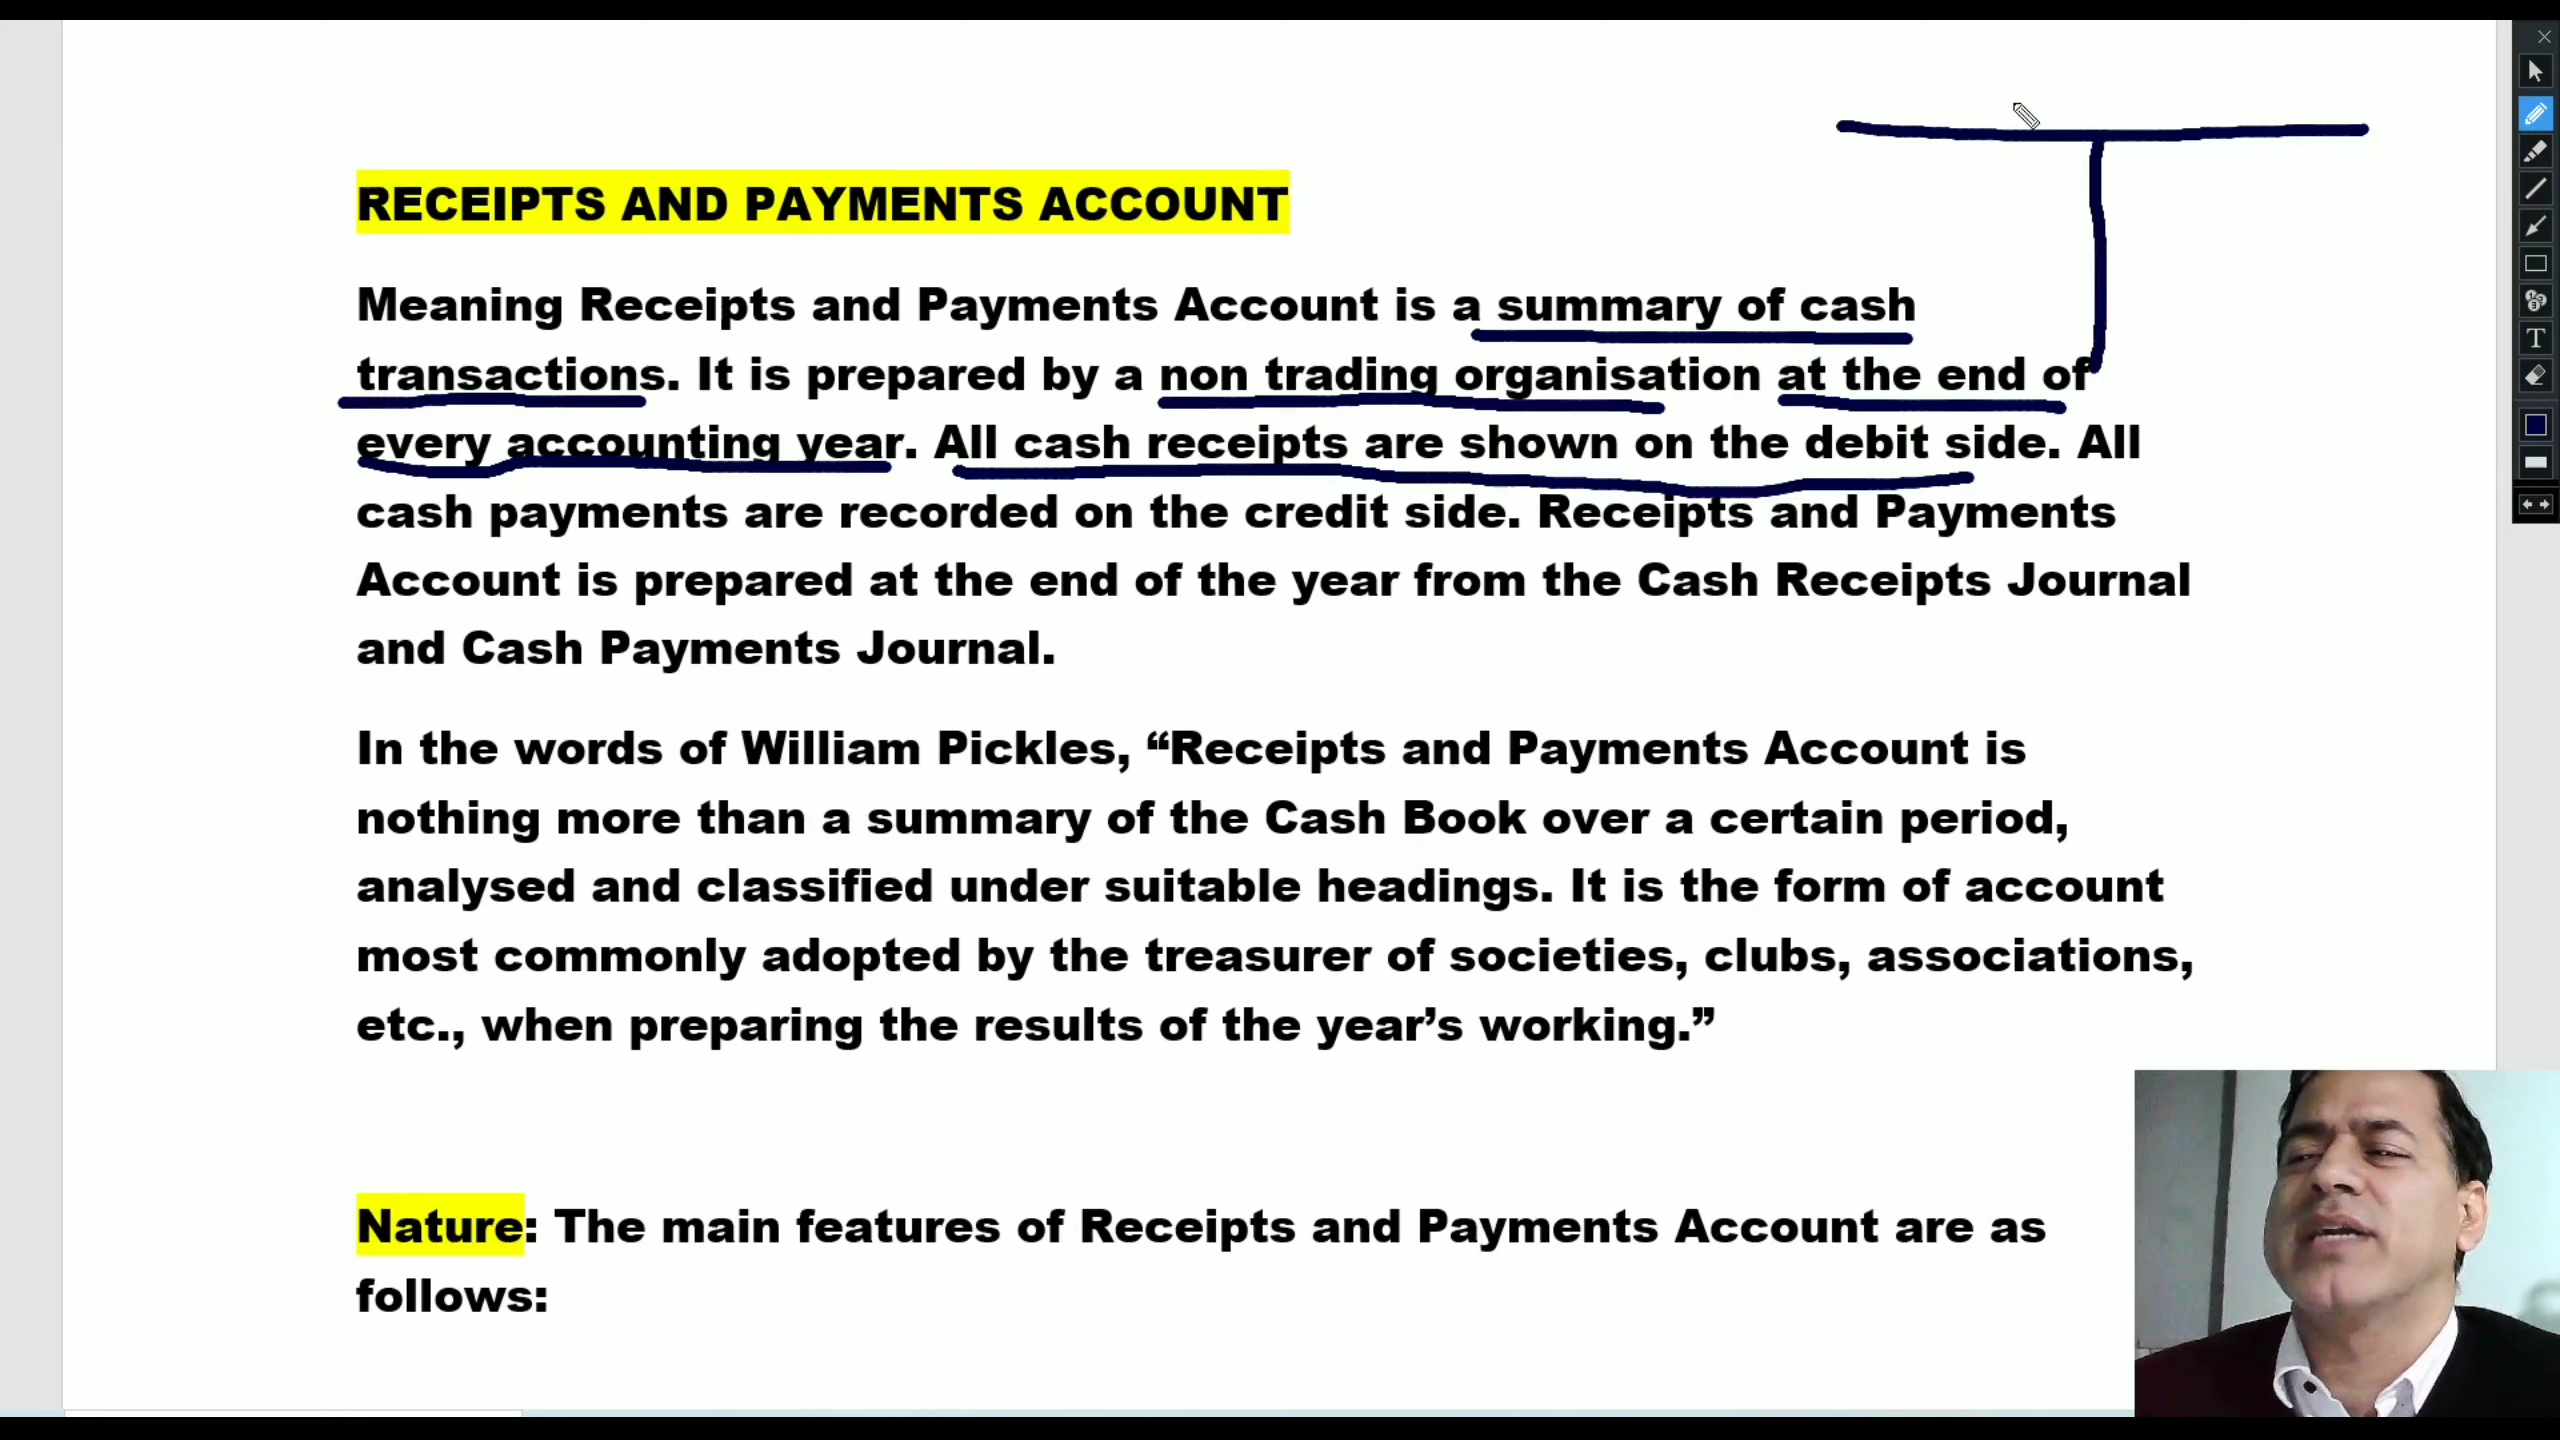 RECEIPTS AND PAYMENTS ACCOUNT
Meaning Receipts and Payments Account is a summary of cash
transactions. It is prepared by a non trading organisation at the end of
every accounting year. All cash receipts are shown on the debit side. All
cash payments are recorded on the credit side. Receipts and Payments
Account is prepared at the end of the year from the Cash Receipts Journal
and Cash Payments Journal.
In the words of William Pickles, “Receipts and Payments Account is
nothing more than a summary of the Cash Book over a certain period,
analysed and classified under suitable headings. It is the form of account
most commonly adopted by the treasurer of societies, clubs, associations,
etc., when preparing the results of the year’s working.”
Nature: The main features of Receipts and Payments Account are as
follows: